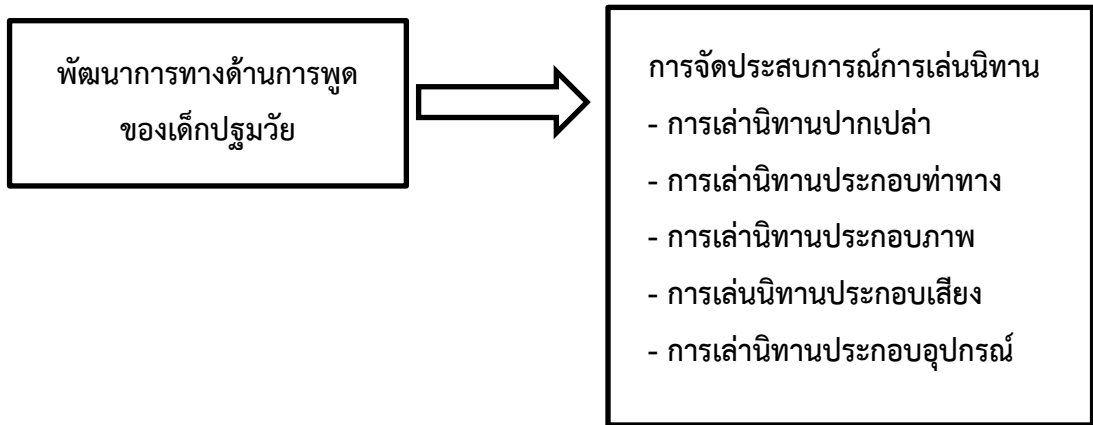 พัฒนาการทางด้านการพูด
ของเด็กปฐมวัย
การจัดประสบการณ์การเล่นนิทาน
- การเล่านิทานปากเปล่า
- การเล่านิทานประกอบท่าทาง
- การเล่านิทานประกอบภาพ
- การเล่นนิทานประกอบเสียง
- การเล่านิทานประกอบอุปกรณ์